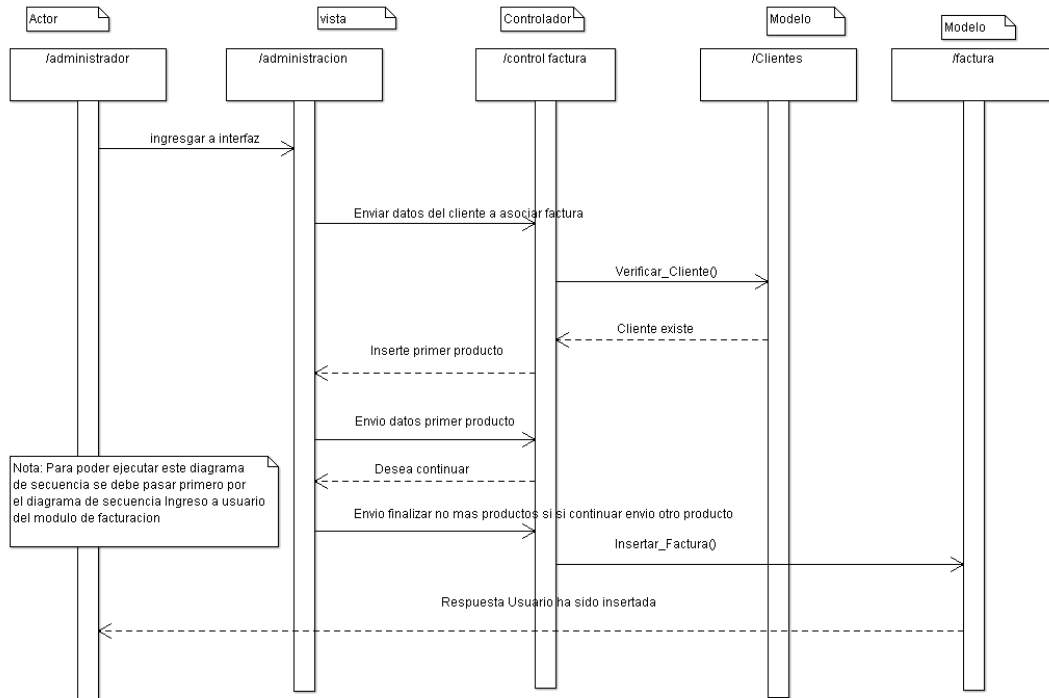 Actor
vista
Controlador
Modelo
Modelo
/administrador
/administracion
/control factura
/Clientes
/factura
ingresgar a interfaz
Enviar datos del cliente a asociar factura
Verificar_Cliente()
Cliente existe
Inserte primer producto
Envio datos primer producto
Desea continuar
Nota: Para poder ejecutar este diagrama
de secuencia se debe pasar primero por
el diagrama de secuencia Ingreso a usuario
del modulo de facturacion
Envio finalizar no mas productos si si continuar envio otro producto
Insertar_Factura()
Respuesta Usuario ha sido insertada